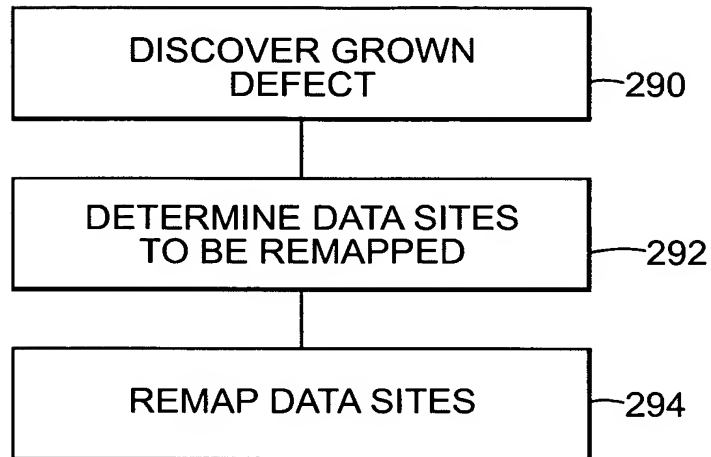 DISCOVER GROWN
DEFECT
290
DETERMINE DATA SITES
TO BE REMAPPED
292
REMAP DATA SITES
294